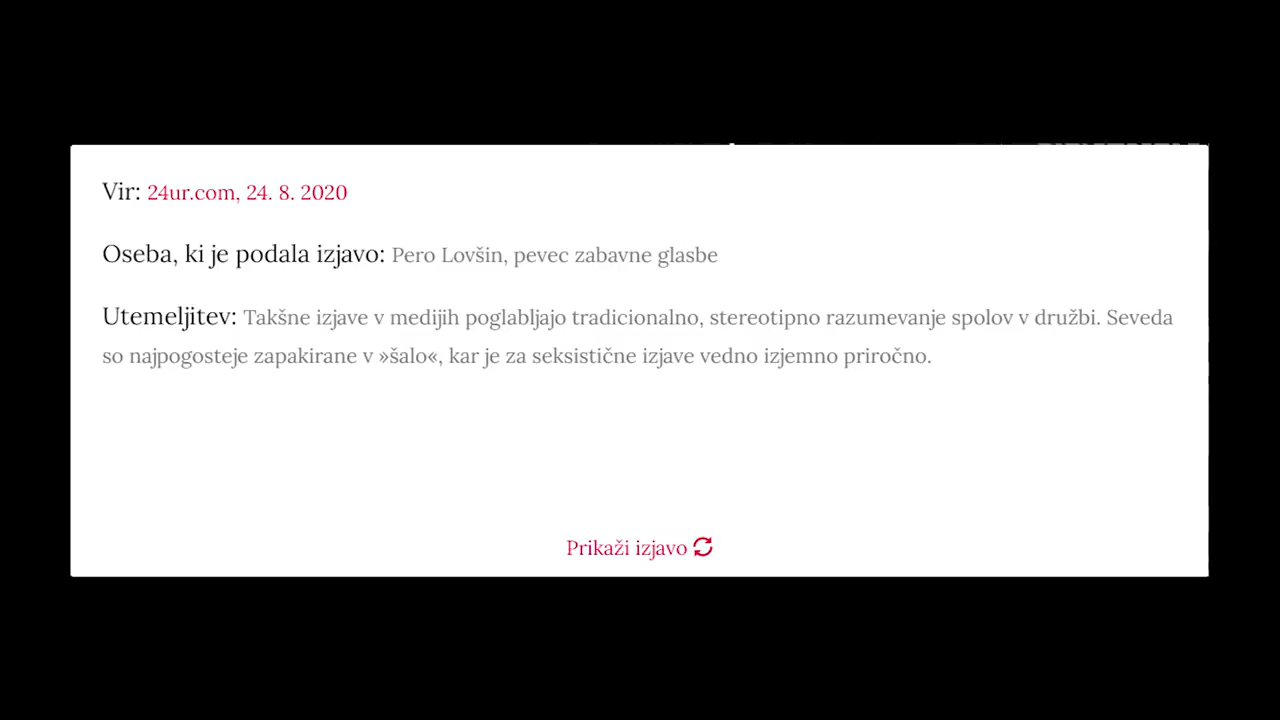 Vir: 24ur.com, 24. 8. 2020
Oseba, ki je podala izjavo: Pero Lovšin, pevec zabavne glasbe
Utemeljitev: Takšne izjave v medijih poglabljajo tradicionalno, stereotipno razumevanje spolov v družbi. Seveda
so najpogosteje zapakirane v »šalo«, kar je za seksistične izjave vedno izjemno priročno.
Prikaži izjavo